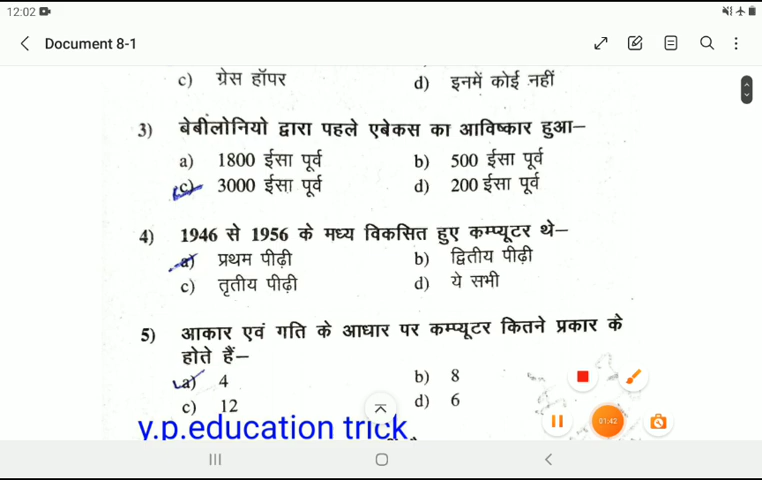 12:02
Document 8-1
c) ग्रेस हॉपर d) इनमें कोई नहीं
3) बेबीलोनियो द्वारा पहले एबेकस का आविष्कार हुआ–
a) 1800 ईसा पूर्व b) 500 ईसा पूर्व
c) 3000 ईसा पूर्व d) 200 ईसा पूर्व
4) 1946 से 1956 के मध्य विकसित हुए कम्प्यूटर थे–
a) प्रथम पीढ़ी b) द्वितीय पीढ़ी
c) तृतीय पीढ़ी d) ये सभी
5) आकार एवं गति के आधार पर कम्प्यूटर कितने प्रकार के
होते हैं–
a) 4 b) 8
c) 12 d) 6
v.p.education trick
01:42